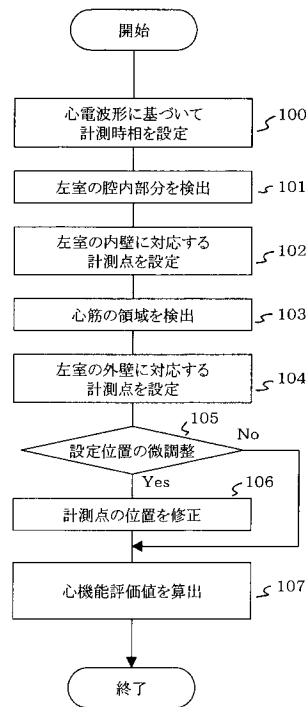 開始
心電波形に基づいて
計測時相を設定
100
左室の腔内部分を検出
101
左室の内壁に対応する
計測点を設定
102
心筋の領域を検出
103
左室の外壁に対応する
計測点を設定
104
105
設定位置の微調整
No
Yes
106
計測点の位置を修正
心機能評価値を算出
107
終了